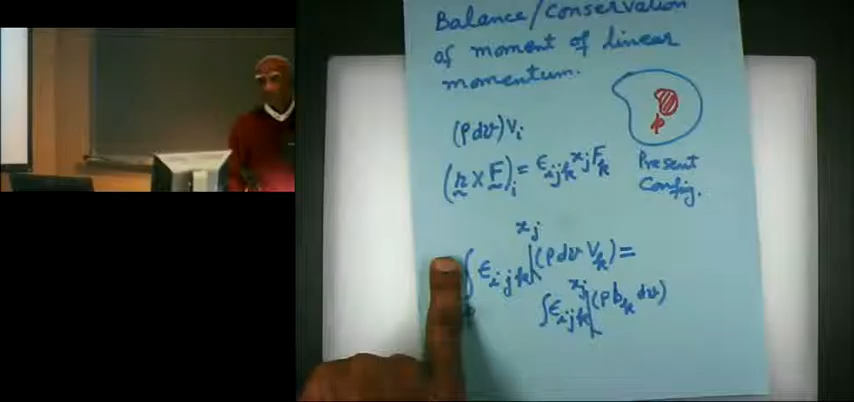 Balance/Conservation
of moment of linear
momentum.
(ρdv)Vᵢ
(r × F)ᵢ = ϵᵢⱼₖ xⱼ Fₖ
p
Present
Config.
xⱼ
∫ ϵᵢⱼₖ (ρdv Vₖ) =
xⱼ
∫ ϵᵢⱼₖ (ρ bₖ dv)